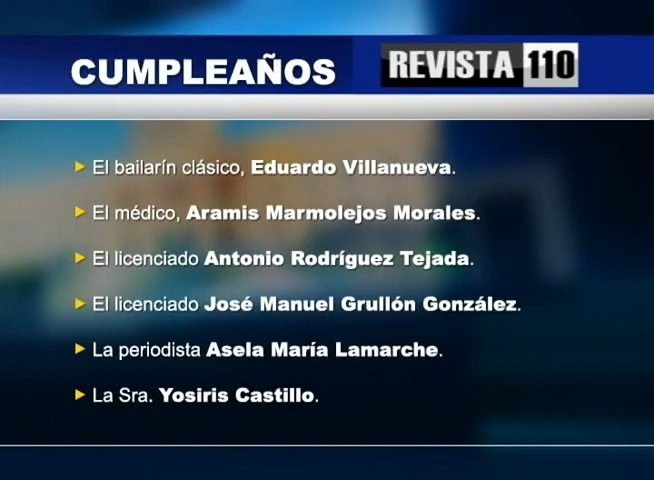 CUMPLEAÑOS
REVISTA 110
El bailarín clásico, Eduardo Villanueva.
El médico, Aramis Marmolejos Morales.
El licenciado Antonio Rodríguez Tejada.
El licenciado José Manuel Grullón González.
La periodista Asela María Lamarche.
La Sra. Yosiris Castillo.